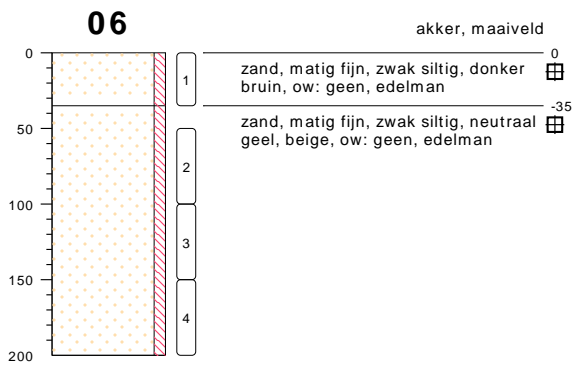 06
akker, maaiveld
0
0
zand, matig fijn, zwak siltig, donker
bruin, ow: geen, edelman
1
-35
zand, matig fijn, zwak siltig, neutraal
geel, beige, ow: geen, edelman
50
2
100
3
150
4
200